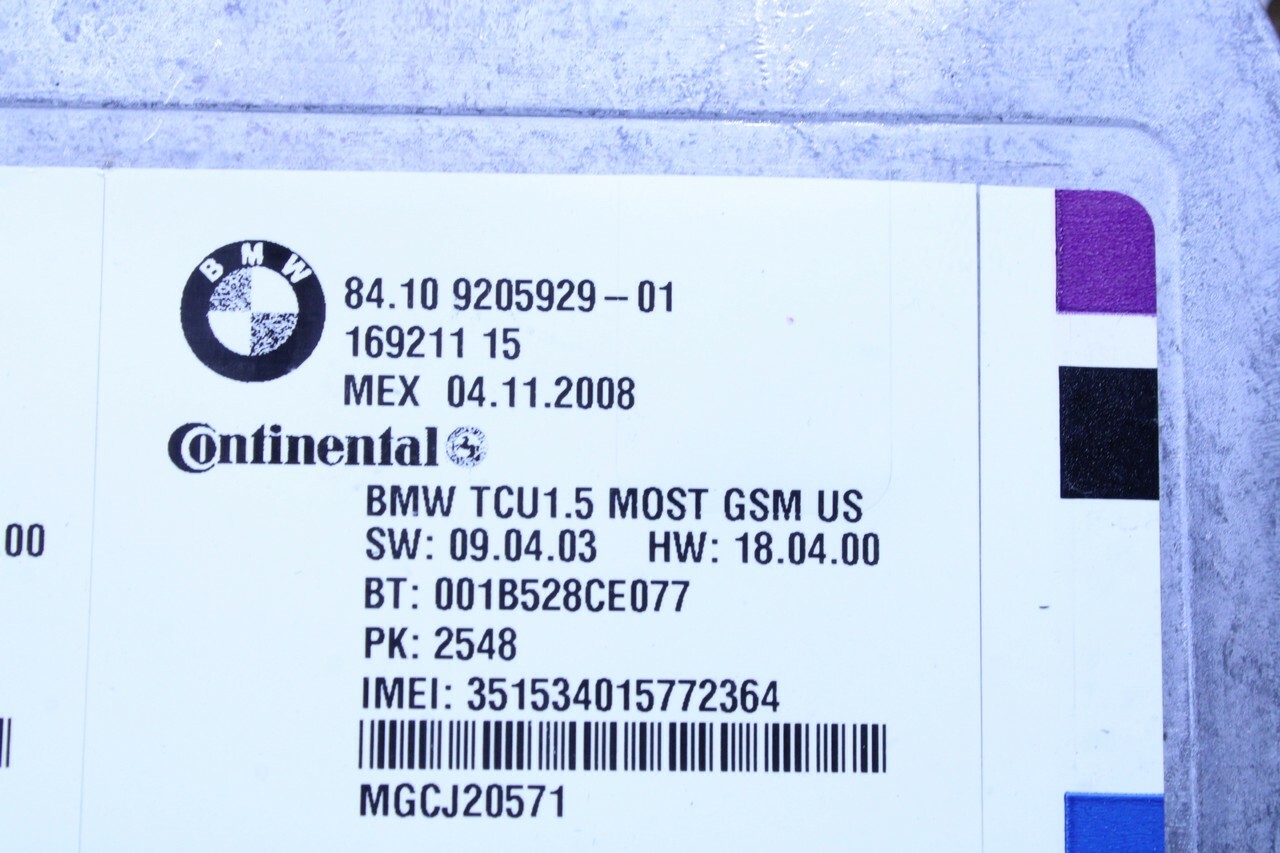 BMW
84.10 9205929-01
169211 15
MEX 04.11.2008
Continental
BMW TCU1.5 MOST GSM US
SW: 09.04.03 HW: 18.04.00
.00
BT: 001B528CE077
PK: 2548
IMEI: 351534015772364
MGCJ20571